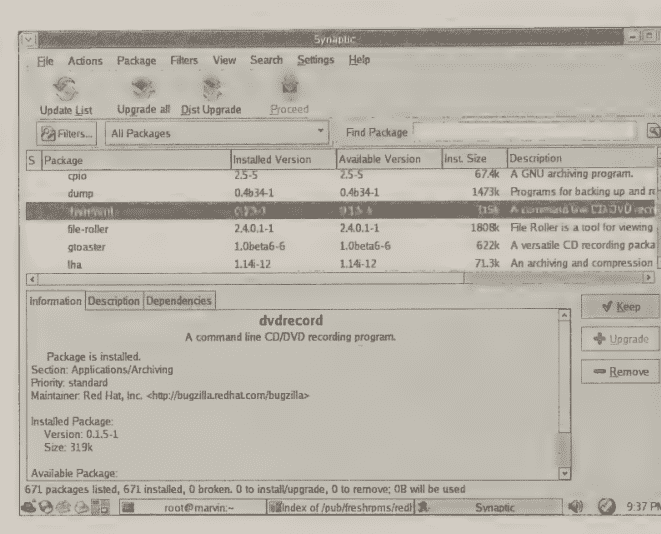 Synaptic
File Actions Package Filters View Search Settings Help
Update List Upgrade all Dist Upgrade Proceed
Filters... All Packages Find Package
S Package Installed Version Available Version Inst. Size Description
cpio 2.5-5 2.5-5 67.4k A GNU archiving program.
dump 0.4b34-1 0.4b34-1 1473k Programs for backing up and
A command line CD/DVD
file-roller 2.4.0.1-1 2.4.0.1-1 1808k File Roller is a tool for viewing
gtoaster 1.0beta6-6 1.0beta6-6 622k A versatile CD recording packa
lha 1.14i-12 1.14i-12 71.3k An archiving and compression
Information Description Dependencies
Keep
dvdrecord
A command line CD/DVD recording program.
Upgrade
Package is installed.
Section: Applications/Archiving
Remove
Priority: standard
Maintainer: Red Hat, Inc. <http://bugzilla.redhat.com/bugzilla>
Installed Package:
Version: 0.1.5-1
Size: 319k
Available Package:
671 packages listed, 671 installed, 0 broken. 0 to install/upgrade, 0 to remove; 0B will be used
root@marvin:~ Index of /pub/freshrpms/redl Synaptic 9:37 PM